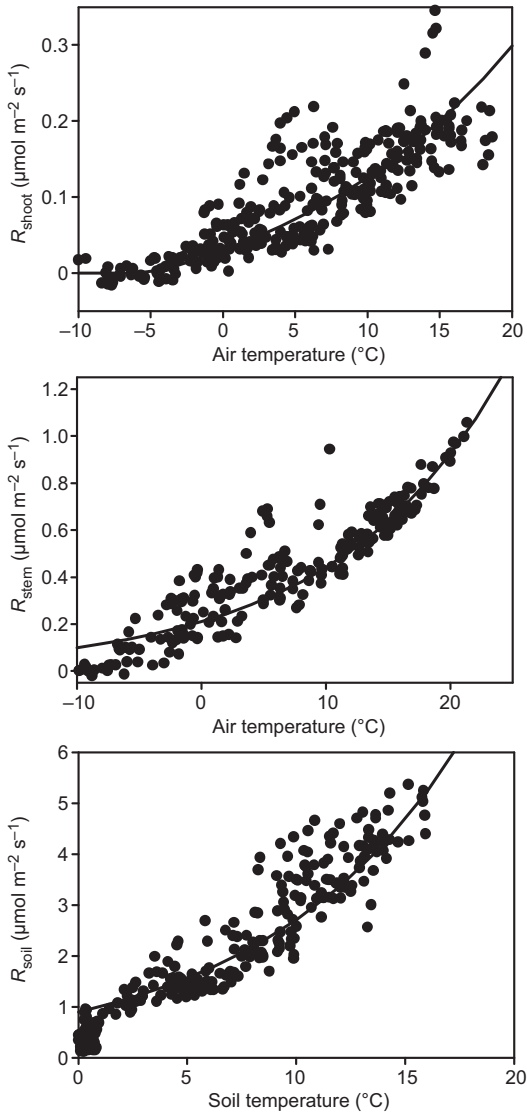 0.3
0.2
0.1
0
R_shoot (μmol m⁻² s⁻¹)
–10 –5 0 5 10 15 20
Air temperature (°C)
1.2
1.0
0.8
0.6
0.4
0.2
0
R_stem (μmol m⁻² s⁻¹)
–10 0 10 20
Air temperature (°C)
6
5
4
3
2
1
0
R_soil (μmol m⁻² s⁻¹)
0 5 10 15 20
Soil temperature (°C)